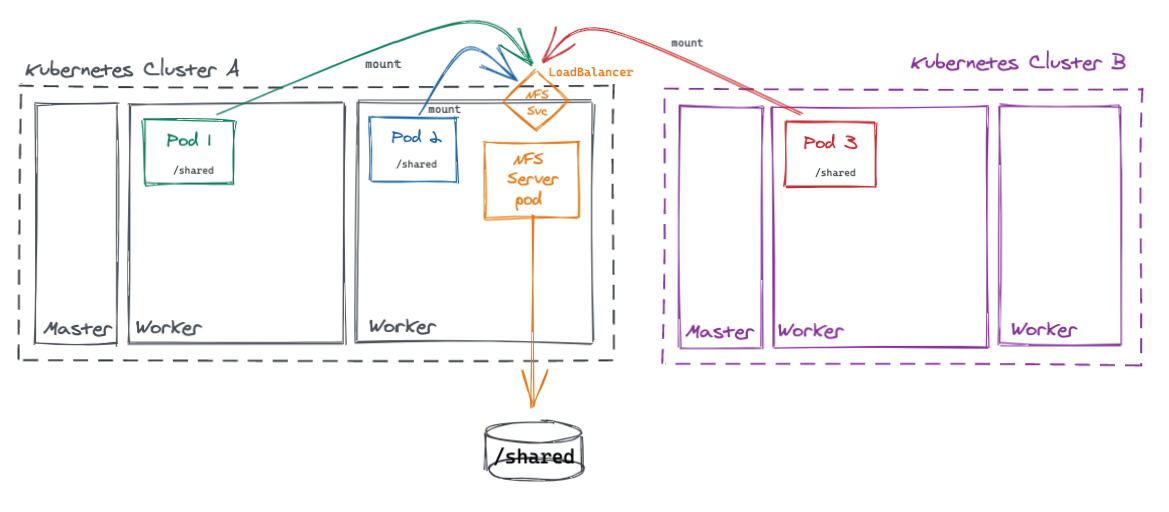 Kubernetes Cluster A
mount
mount
LoadBalancer
NFS
Svc
Pod 1
/shared
Pod 2
/shared
NFS
Server
pod
Master
Worker
Worker
/shared
mount
Kubernetes Cluster B
Pod 3
/shared
Master
Worker
Worker